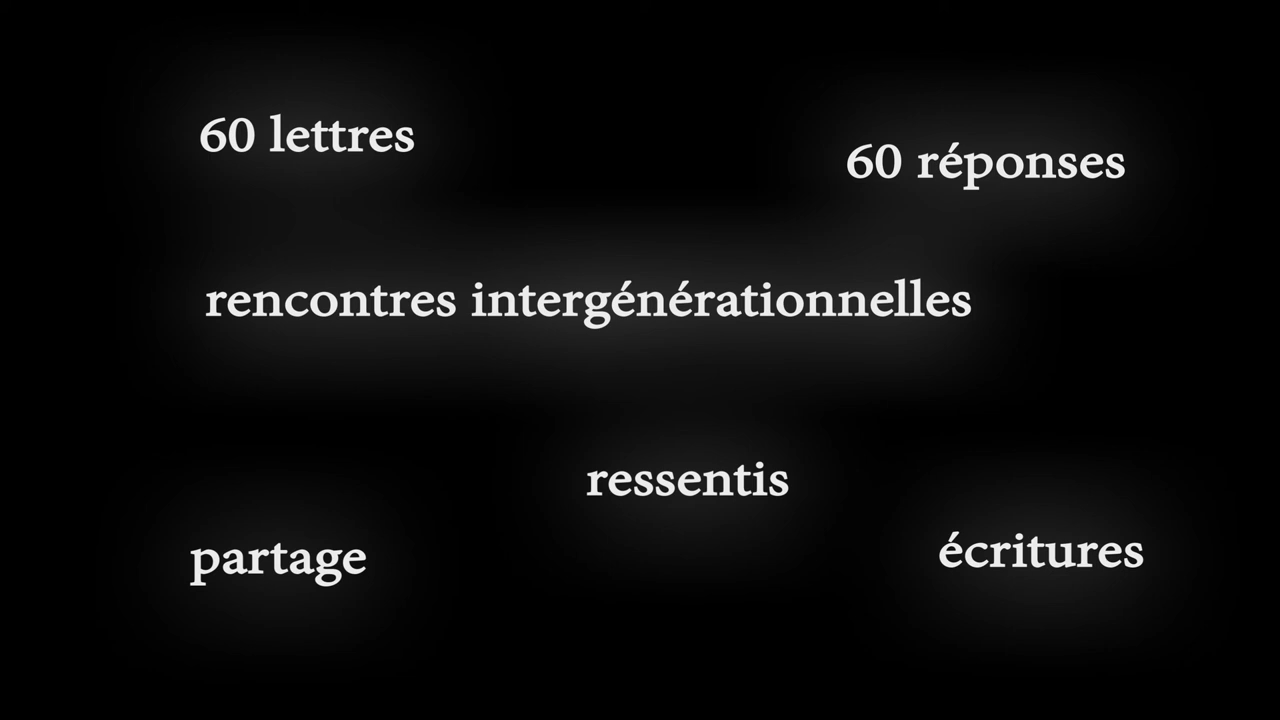 60 lettres
60 réponses
rencontres intergénérationnelles
ressentis
partage
écritures